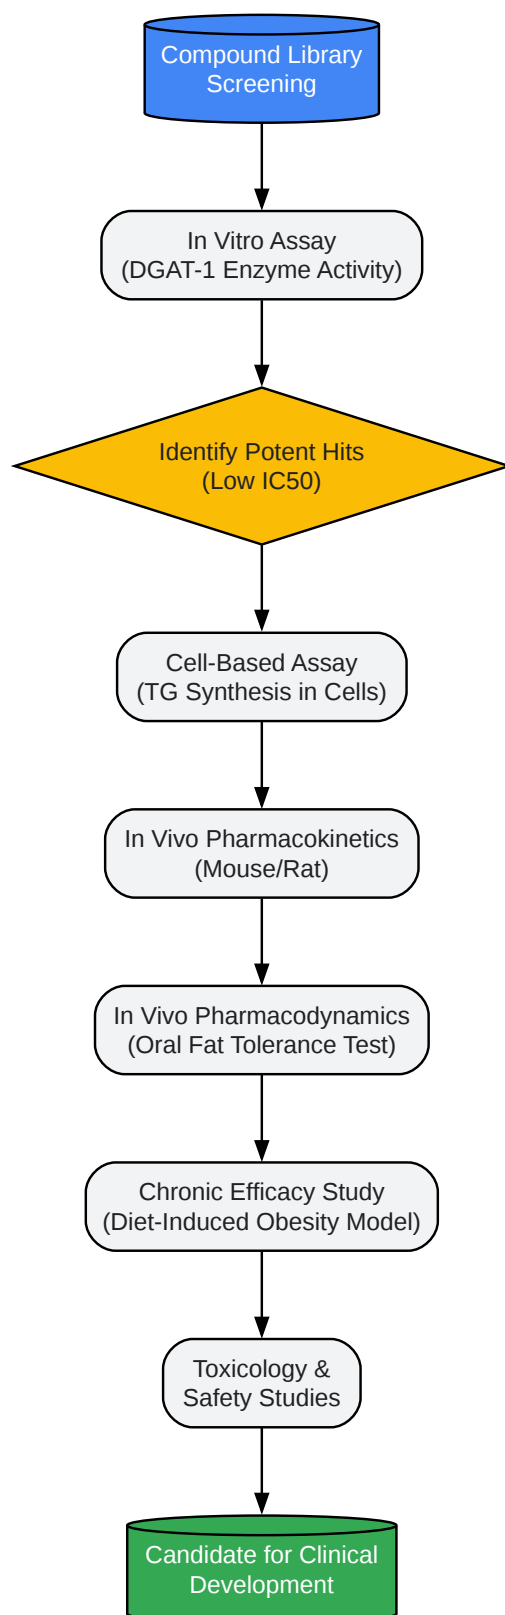 Compound Library
Screening
In Vitro Assay
(DGAT-1 Enzyme Activity)
Identify Potent Hits
(Low IC50)
Cell-Based Assay
(TG Synthesis in Cells)
In Vivo Pharmacokinetics
(Mouse/Rat)
In Vivo Pharmacodynamics
(Oral Fat Tolerance Test)
Chronic Efficacy Study
(Diet-Induced Obesity Model)
Toxicology &
Safety Studies
Candidate for Clinical
Development